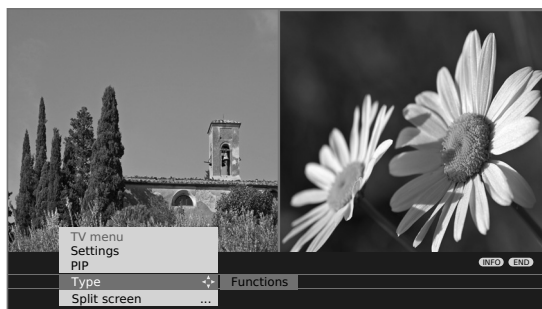 TV menu
Settings
PIP
INFO END
Type Functions
Split screen ...